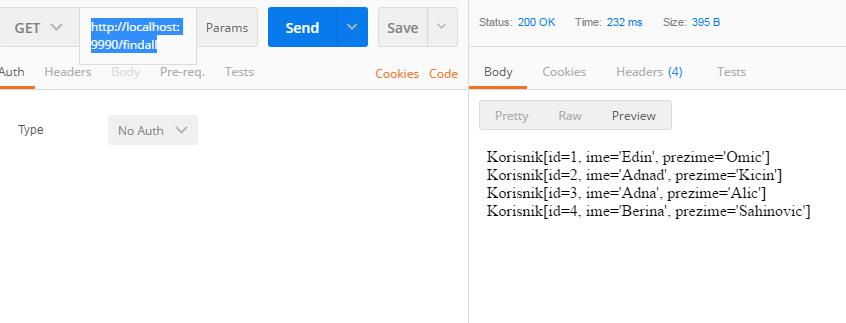 GET
http://localhost:
9990/findall
Params
Send
Save
Auth Headers Body Pre-req. Tests
Cookies Code
Type
No Auth
Status: 200 OK Time: 232 ms Size: 395 B
Body Cookies Headers (4) Tests
Pretty Raw Preview
Korisnik[id=1, ime='Edin', prezime='Omic']
Korisnik[id=2, ime='Adnad', prezime='Kicin']
Korisnik[id=3, ime='Adna', prezime='Alic']
Korisnik[id=4, ime='Berina', prezime='Sahinovic']